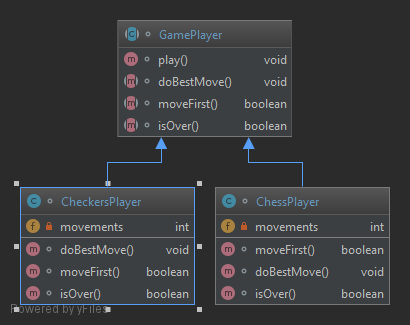 GamePlayer
play() void
doBestMove() void
moveFirst() boolean
isOver() boolean
CheckersPlayer
movements int
doBestMove() void
moveFirst() boolean
isOver() boolean
ChessPlayer
movements int
moveFirst() boolean
doBestMove() void
isOver() boolean
Powered by yFiles